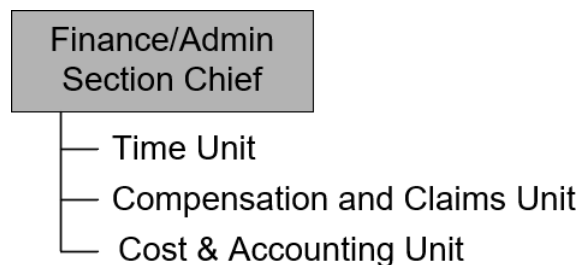 Finance/Admin
Section Chief
Time Unit
Compensation and Claims Unit
Cost & Accounting Unit